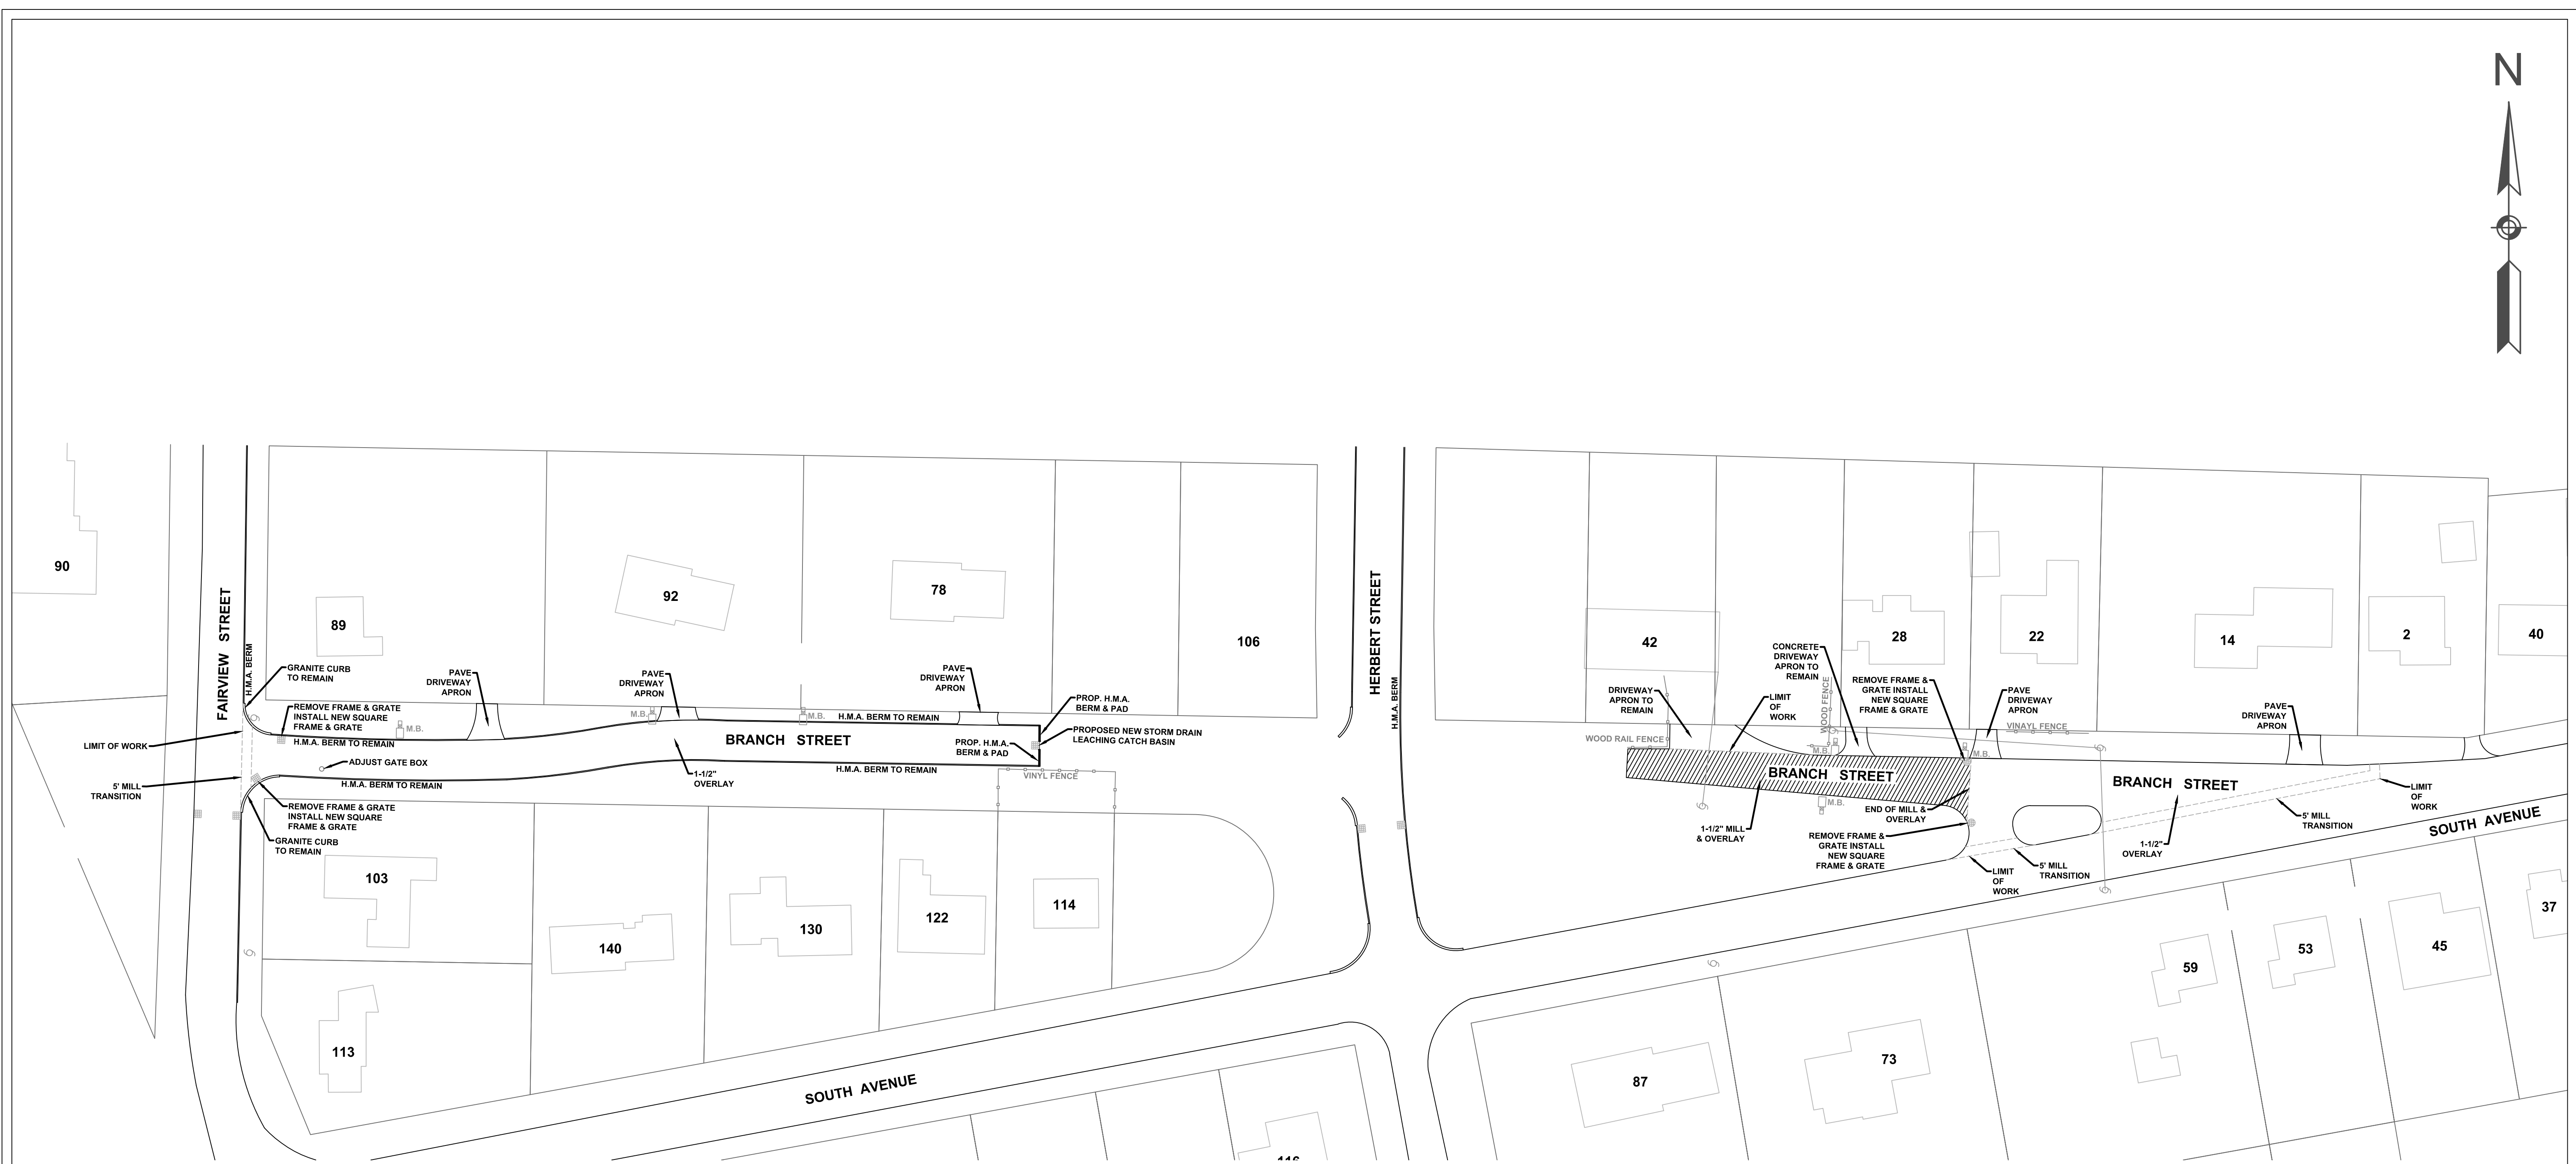 N
90
FAIRVIEW STREET
H.M.A. BERM
89
92
78
106
GRANITE CURB
TO REMAIN
PAVE
DRIVEWAY
APRON
PAVE
DRIVEWAY
APRON
PAVE
DRIVEWAY
APRON
PROP. H.M.A.
BERM & PAD
REMOVE FRAME & GRATE
INSTALL NEW SQUARE
FRAME & GRATE
M.B.
M.B.
M.B.
H.M.A. BERM TO REMAIN
LIMIT OF WORK
H.M.A. BERM TO REMAIN
BRANCH STREET
PROP. H.M.A.
BERM & PAD
PROPOSED NEW STORM DRAIN
LEACHING CATCH BASIN
ADJUST GATE BOX
H.M.A. BERM TO REMAIN
H.M.A. BERM TO REMAIN
VINYL FENCE
1-1/2"
OVERLAY
5' MILL
TRANSITION
REMOVE FRAME & GRATE
INSTALL NEW SQUARE
FRAME & GRATE
GRANITE CURB
TO REMAIN
103
140
130
122
114
113
SOUTH AVENUE
HERBERT STREET
H.M.A. BERM
42
28
22
14
2
40
CONCRETE
DRIVEWAY
APRON TO
REMAIN
DRIVEWAY
APRON TO
REMAIN
LIMIT
OF
WORK
WOOD FENCE
REMOVE FRAME &
GRATE INSTALL
NEW SQUARE
FRAME & GRATE
PAVE
DRIVEWAY
APRON
VINAYL FENCE
PAVE
DRIVEWAY
APRON
WOOD RAIL FENCE
M.B.
M.B.
BRANCH STREET
BRANCH STREET
M.B.
END OF MILL &
OVERLAY
1-1/2" MILL
& OVERLAY
REMOVE FRAME &
GRATE INSTALL
NEW SQUARE
FRAME & GRATE
LIMIT
OF
WORK
5' MILL
TRANSITION
1-1/2"
OVERLAY
5' MILL
TRANSITION
LIMIT
OF
WORK
SOUTH AVENUE
87
73
59
53
45
37